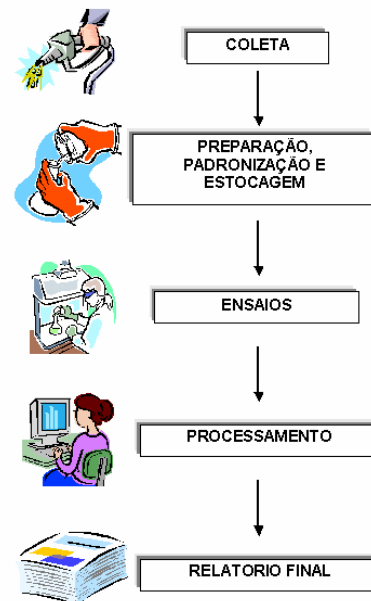 COLETA
PREPARAÇÃO,
PADRONIZAÇÃO E
ESTOCAGEM
ENSAIOS
PROCESSAMENTO
RELATORIO FINAL